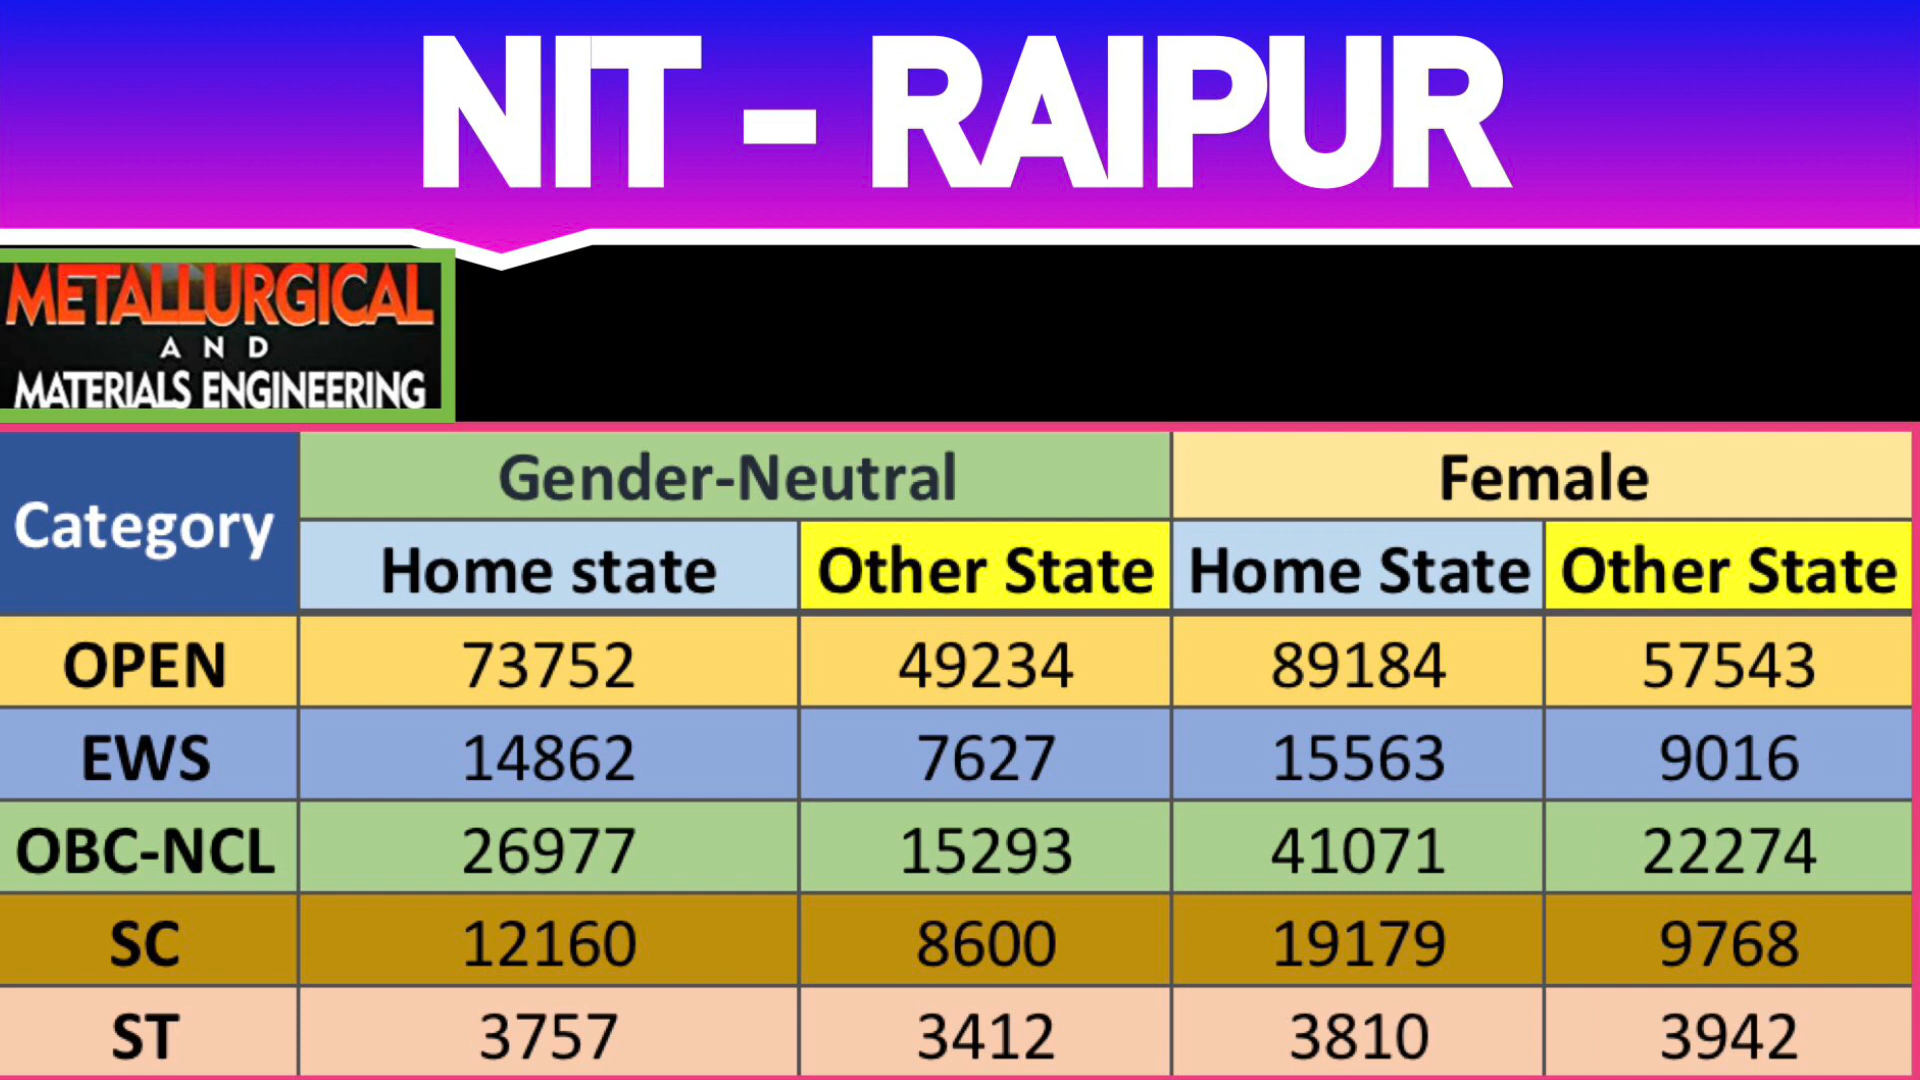 NIT - RAIPUR
METALLURGICAL
AND
MATERIALS ENGINEERING
Category Gender-Neutral Female
Home state Other State Home State Other State
OPEN 73752 49234 89184 57543
EWS 14862 7627 15563 9016
OBC-NCL 26977 15293 41071 22274
SC 12160 8600 19179 9768
ST 3757 3412 3810 3942